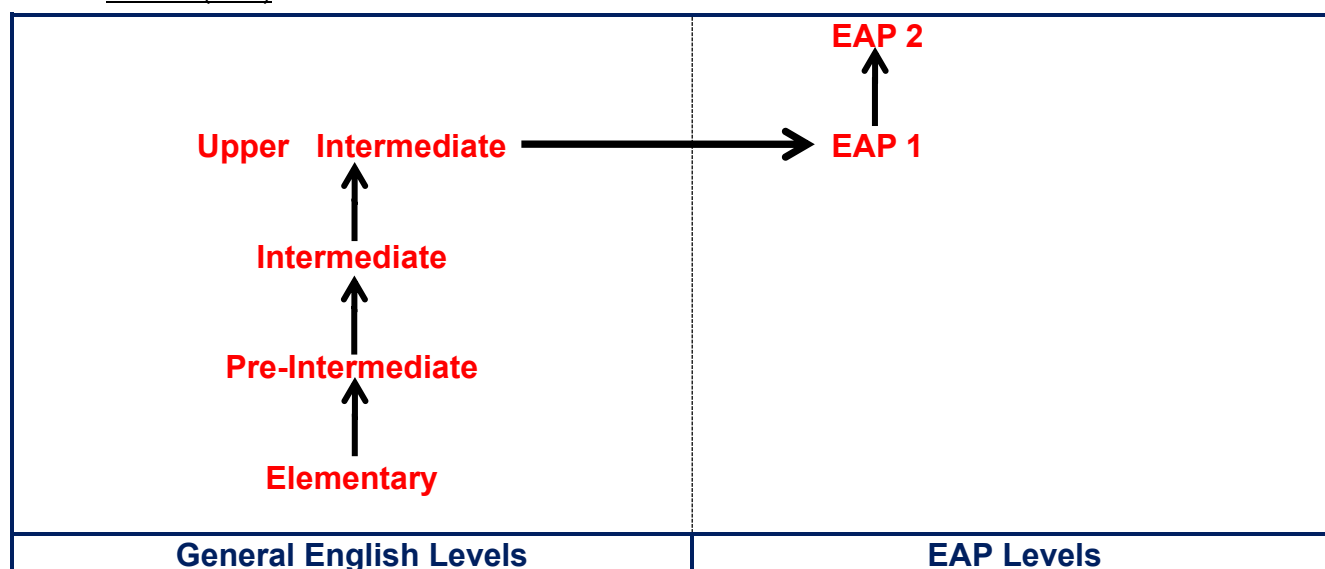 EAP 2
Upper Intermediate EAP 1
Intermediate
Pre-Intermediate
Elementary
General English Levels EAP Levels